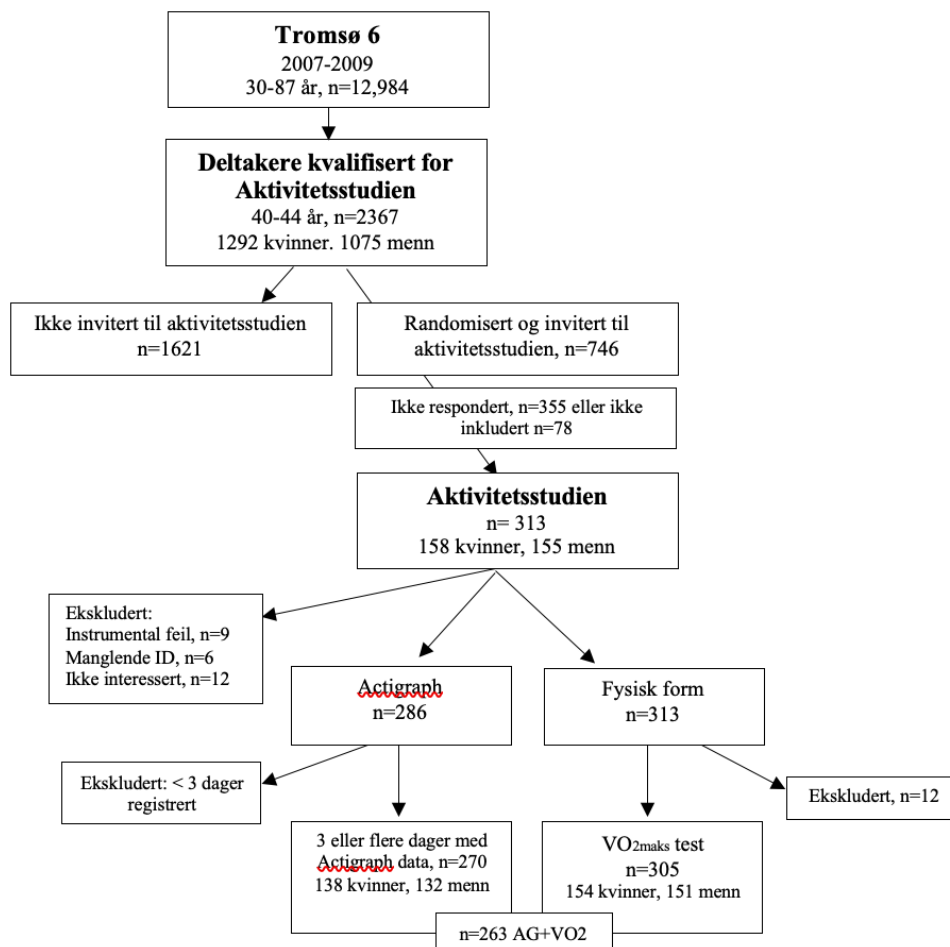 Tromsø 6
2007-2009
30-87 år, n=12,984
Deltakere kvalifisert for
Aktivitetsstudien
40-44 år, n=2367
1292 kvinner. 1075 menn
Ikke invitert til aktivitetsstudien
n=1621
Randomisert og invitert til
aktivitetsstudien, n=746
Ikke respondert, n=355 eller ikke
inkludert n=78
Aktivitetsstudien
n= 313
158 kvinner, 155 menn
Ekskludert:
Instrumental feil, n=9
Manglende ID, n=6
Ikke interessert, n=12
Actigraph
n=286
Fysisk form
n=313
Ekskludert: < 3 dager
registrert
Ekskludert, n=12
3 eller flere dager med
Actigraph data, n=270
138 kvinner, 132 menn
VO2maks test
n=305
154 kvinner, 151 menn
n=263 AG+VO2